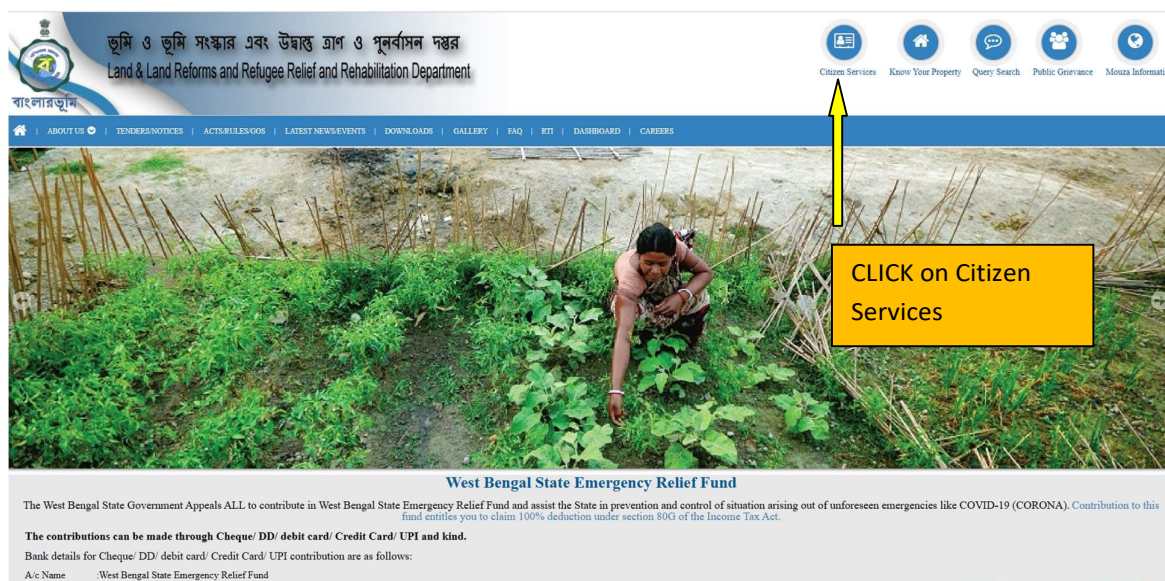 ভূমি ও ভূমি সংস্কার এবং উদ্বাস্তু ত্রাণ ও পুনর্বাসন দপ্তর
Land & Land Reforms and Refugee Relief and Rehabilitation Department
বাংলারভূমি
Citizen Services Know Your Property Query Search Public Grievance Mouza Informati
| ABOUT US | TENDERS/NOTICES | ACTS/RULES/GOS | LATEST NEWS/EVENTS | DOWNLOADS | GALLERY | FAQ | RTI | DASHBOARD | CAREERS
CLICK on Citizen
Services
West Bengal State Emergency Relief Fund
The West Bengal State Government Appeals ALL to contribute in West Bengal State Emergency Relief Fund and assist the State in prevention and control of situation arising out of unforeseen emergencies like COVID-19 (CORONA). Contribution to this
fund entitles you to claim 100% deduction under section 80G of the Income Tax Act.
The contributions can be made through Cheque/ DD/ debit card/ Credit Card/ UPI and kind.
Bank details for Cheque/ DD/ debit card/ Credit Card/ UPI contribution are as follows:
A/c Name :West Bengal State Emergency Relief Fund